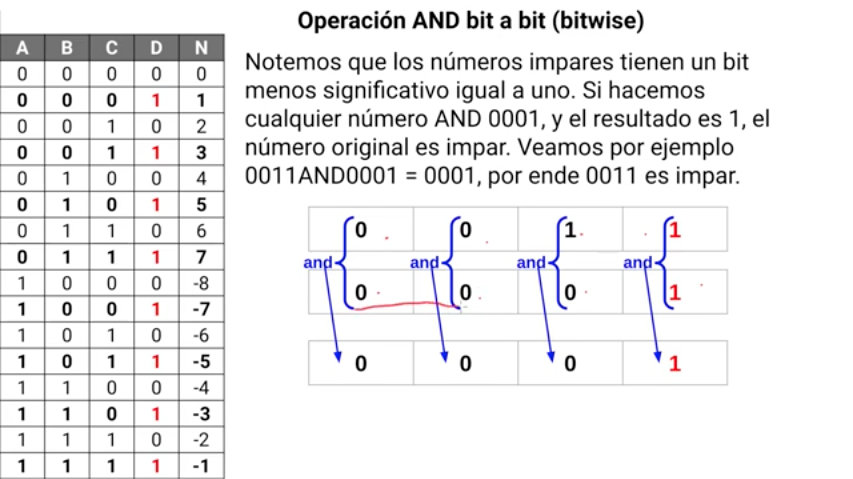 Operación AND bit a bit (bitwise)
A B C D N
0 0 0 0 0
0 0 0 1 1
0 0 1 0 2
0 0 1 1 3
0 1 0 0 4
0 1 0 1 5
0 1 1 0 6
0 1 1 1 7
1 0 0 0 -8
1 0 0 1 -7
1 0 1 0 -6
1 0 1 1 -5
1 1 0 0 -4
1 1 0 1 -3
1 1 1 0 -2
1 1 1 1 -1
Notemos que los números impares tienen un bit
menos significativo igual a uno. Si hacemos
cualquier número AND 0001, y el resultado es 1, el
número original es impar. Veamos por ejemplo
0011AND0001 = 0001, por ende 0011 es impar.
0 0 1 1
and and and and
0 0 0 1
0 0 0 1